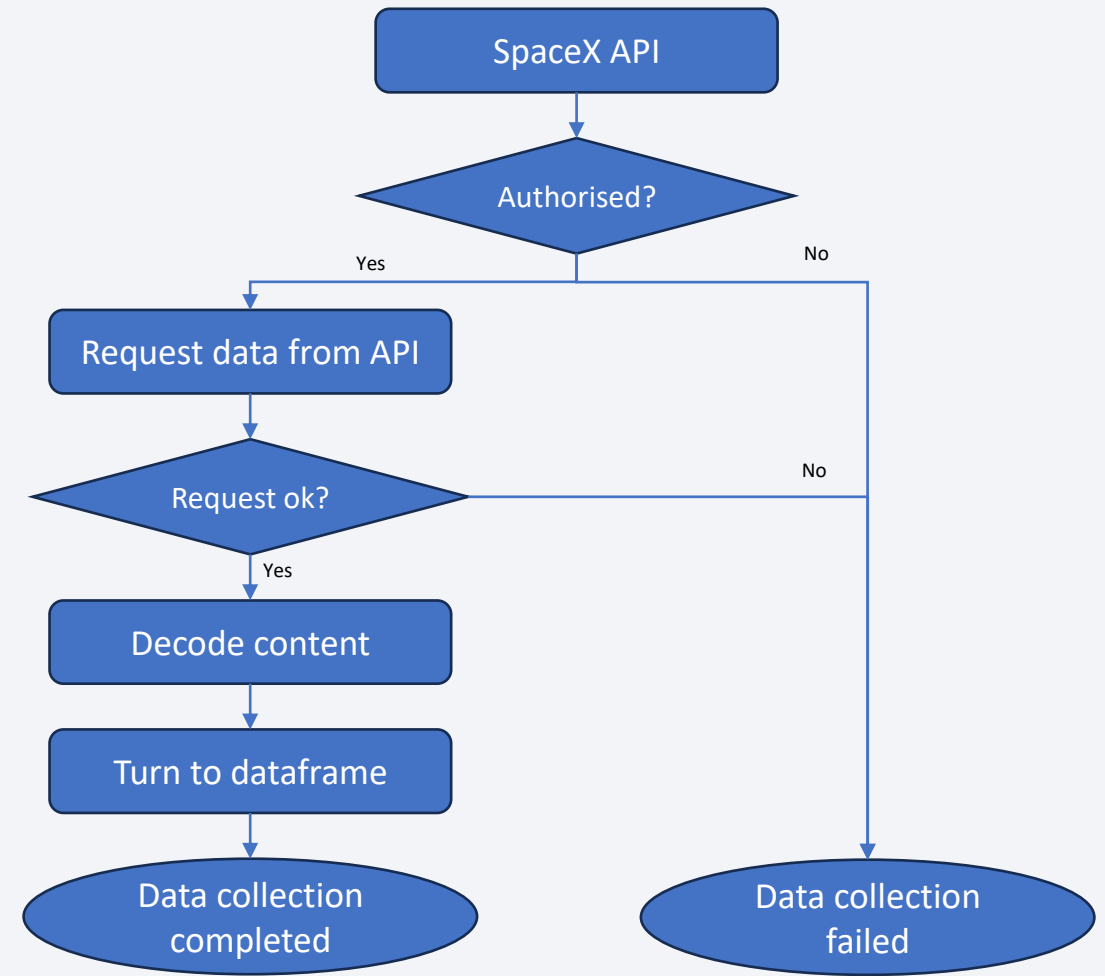 SpaceX API
Authorised?
Yes
No
Request data from API
Request ok?
No
Yes
Decode content
Turn to dataframe
Data collection
completed
Data collection
failed